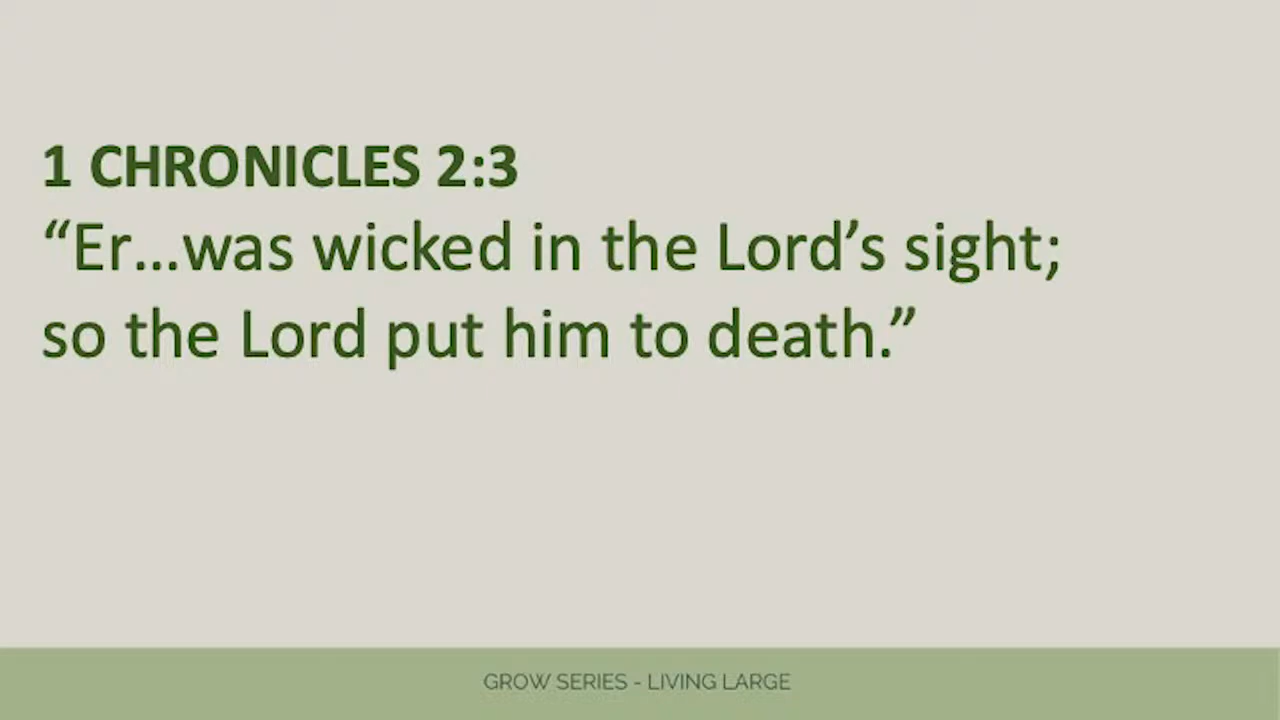 1 CHRONICLES 2:3
“Er...was wicked in the Lord’s sight;
so the Lord put him to death.”
GROW SERIES - LIVING LARGE